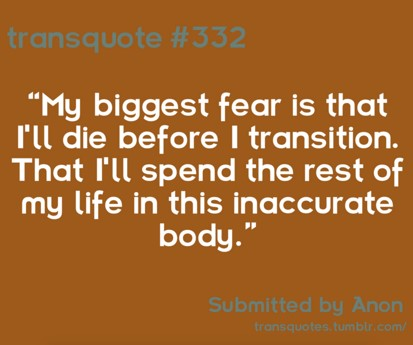 transquote #332
"My biggest fear is that
I'll die before I transition.
That I'll spend the rest of
my life in this inaccurate
body."
Submitted by Anon
transquotes.tumblr.com/